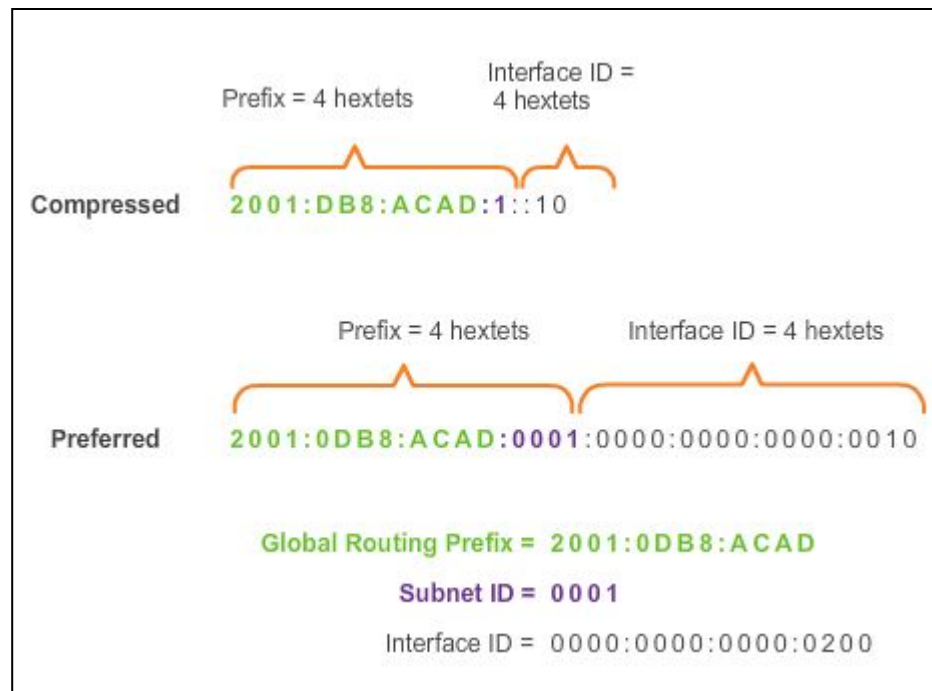 Interface ID =
Prefix = 4 hextets
4 hextets
Compressed 2001:DB8:ACAD:1::10
Prefix = 4 hextets Interface ID = 4 hextets
Preferred 2001:0DB8:ACAD:0001:0000:0000:0000:0010
Global Routing Prefix = 2001:0DB8:ACAD
Subnet ID = 0001
Interface ID = 0000:0000:0000:0200